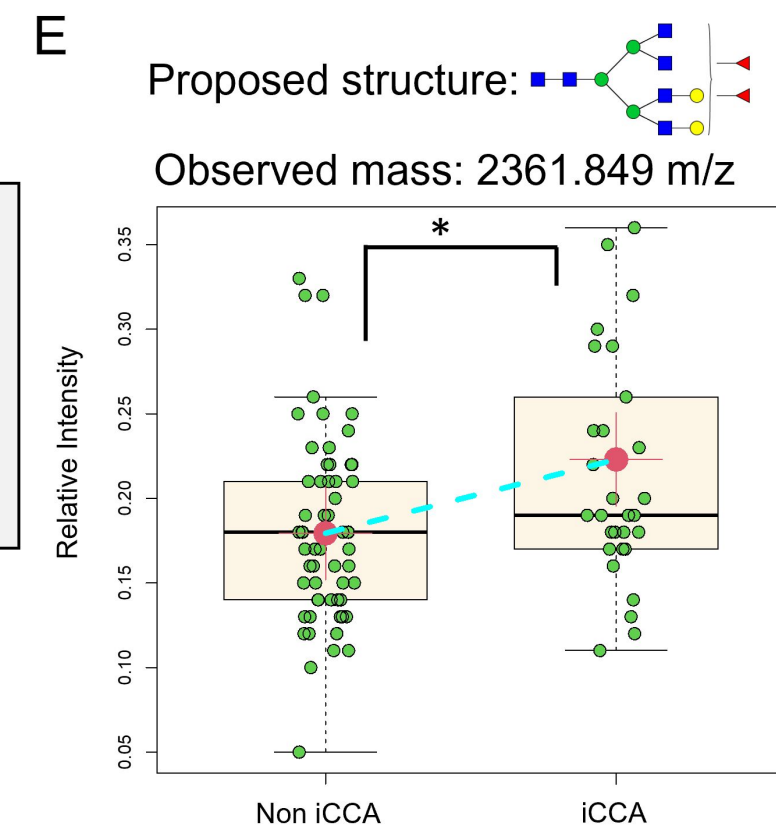 E
Proposed structure:
Observed mass: 2361.849 m/z
*
Relative Intensity
0.35
0.30
0.25
0.20
0.15
0.10
0.05
Non iCCA
iCCA